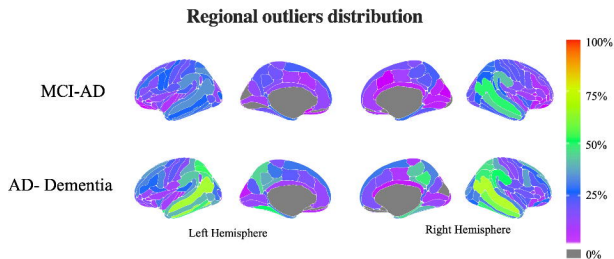 Regional outliers distribution
MCI-AD
AD- Dementia
Left Hemisphere
Right Hemisphere
100%
75%
50%
25%
0%